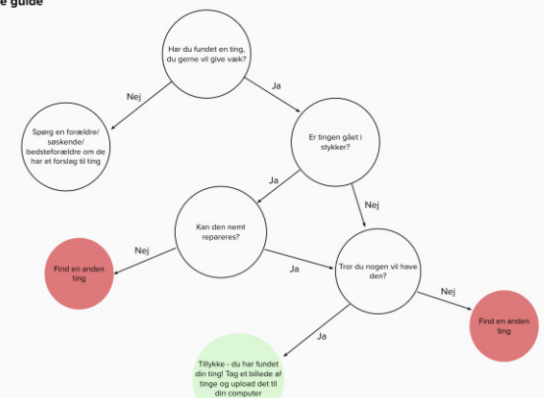 e guide
Har du fundet en ting,
du gerne vil give væk?
Nej
Ja
Spørg en forældre/
søskende/
bedsteforældre om de
har et forslag til ting
Er tingen gået i
stykker?
Ja
Nej
Kan den nemt
repareres?
Nej
Ja
Find en anden
ting
Tror du nogen vil have
den?
Nej
Ja
Find en anden
ting
Tillykke - du har fundet
din ting! Tag et billede af
tinge og upload det til
din computer